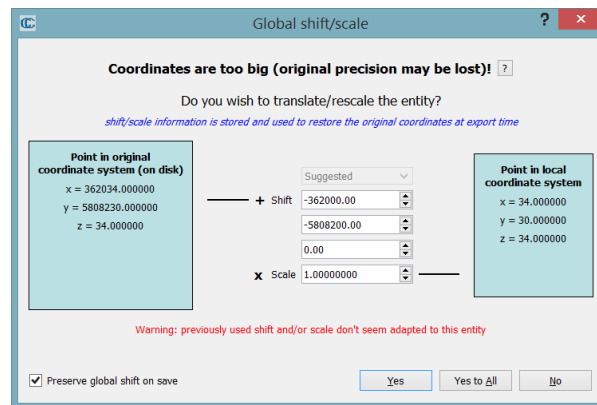 Global shift/scale
?
Coordinates are too big (original precision may be lost)! ?
Do you wish to translate/rescale the entity?
shift/scale information is stored and used to restore the original coordinates at export time
Point in original
coordinate system (on disk)
x = 362034.000000
y = 5808230.000000
z = 34.000000
Suggested
+ Shift -362000.00
-5808200.00
0.00
x Scale 1.00000000
Point in local
coordinate system
x = 34.000000
y = 30.000000
z = 34.000000
Warning: previously used shift and/or scale don't seem adapted to this entity
Preserve global shift on save
Yes
Yes to All
No